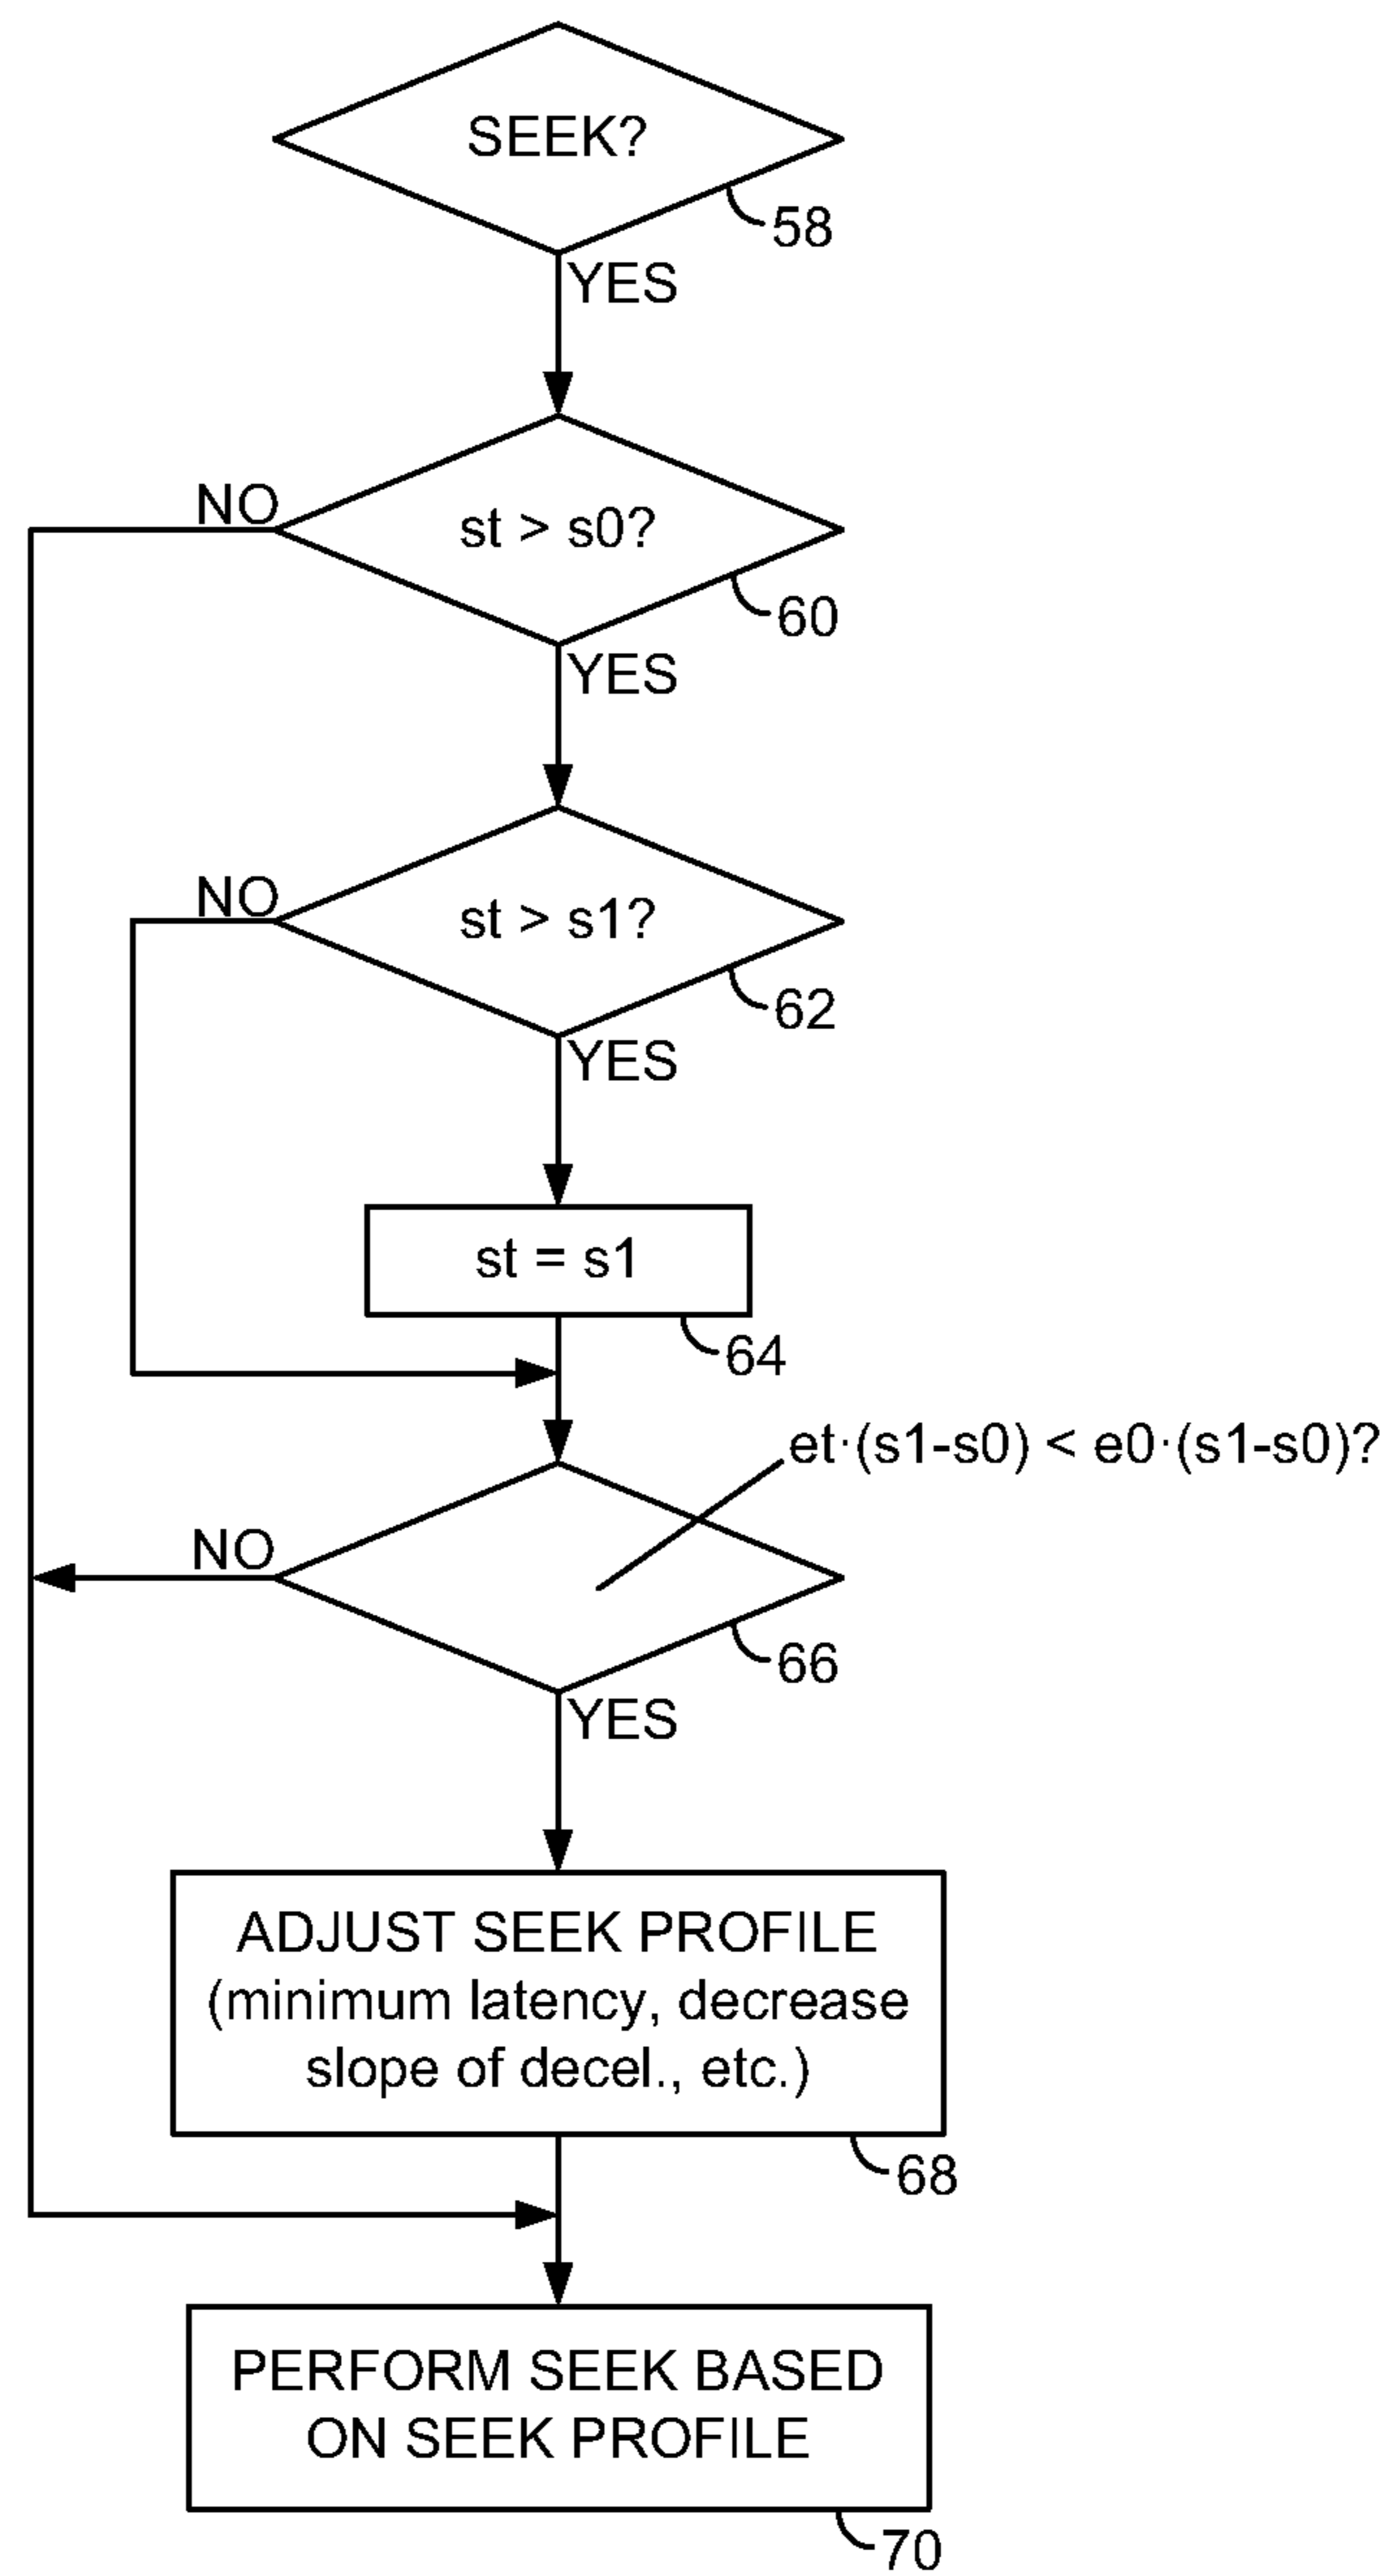 SEEK?
58
YES
NO
st > s0?
60
YES
NO
st > s1?
62
YES
st = s1
64
et·(s1-s0) < e0·(s1-s0)?
NO
66
YES
ADJUST SEEK PROFILE
(minimum latency, decrease
slope of decel., etc.)
68
PERFORM SEEK BASED
ON SEEK PROFILE
70